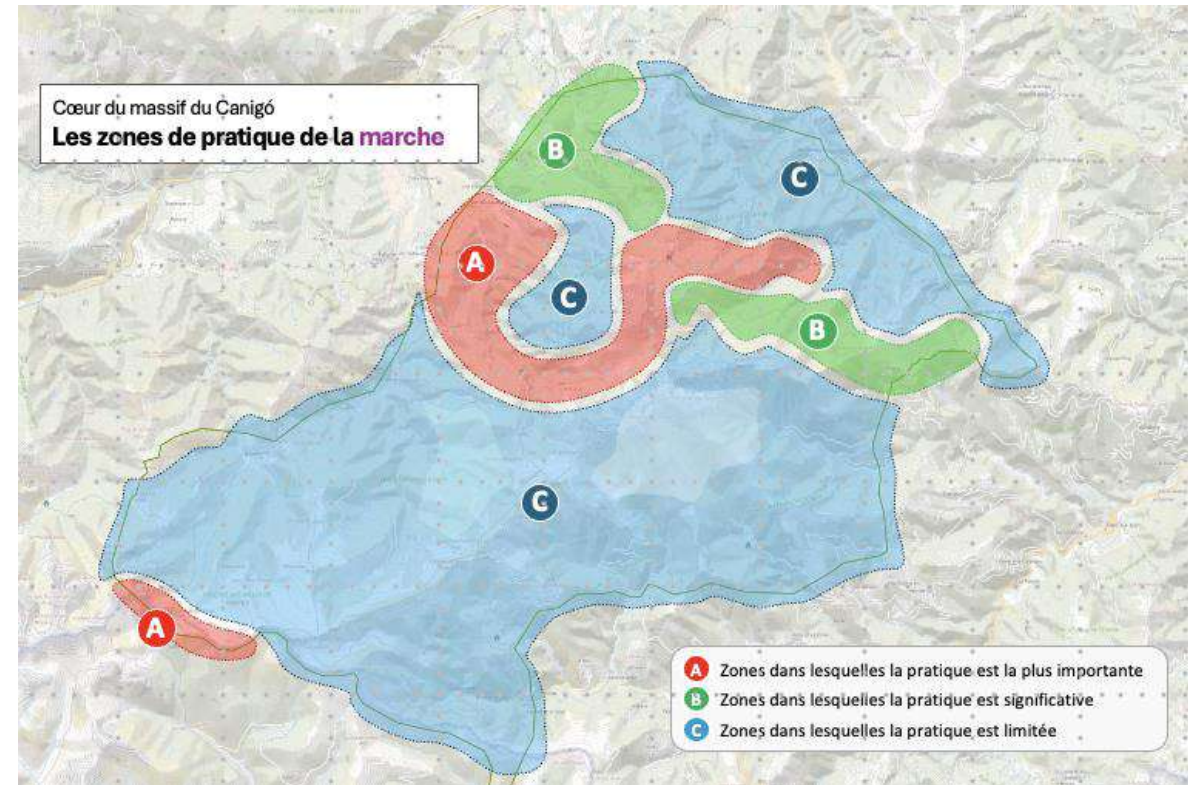 Cœur du massif du Canigó
Les zones de pratique de la marche
B
C
A
C
B
C
A
A Zones dans lesquelles la pratique est la plus importante
B Zones dans lesquelles la pratique est significative
C Zones dans lesquelles la pratique est limitée